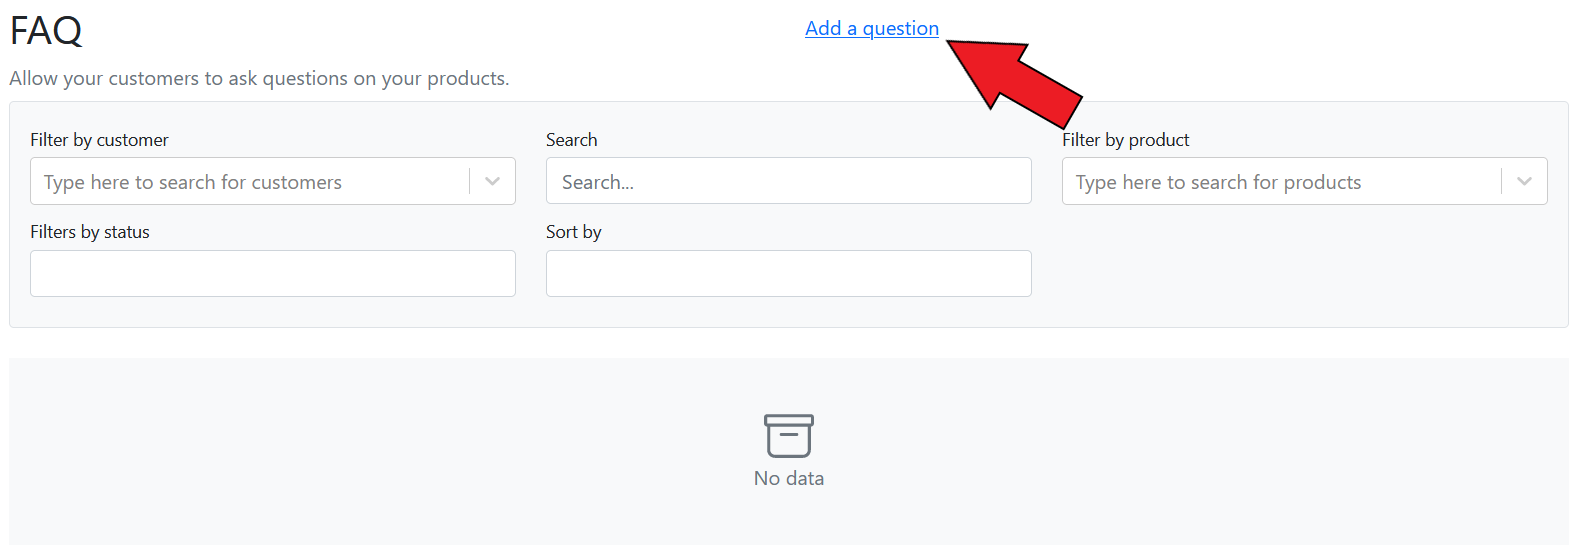 FAQ
Add a question
Allow your customers to ask questions on your products.
Filter by customer
Search
Filter by product
Type here to search for customers
Search...
Type here to search for products
Filters by status
Sort by
No data